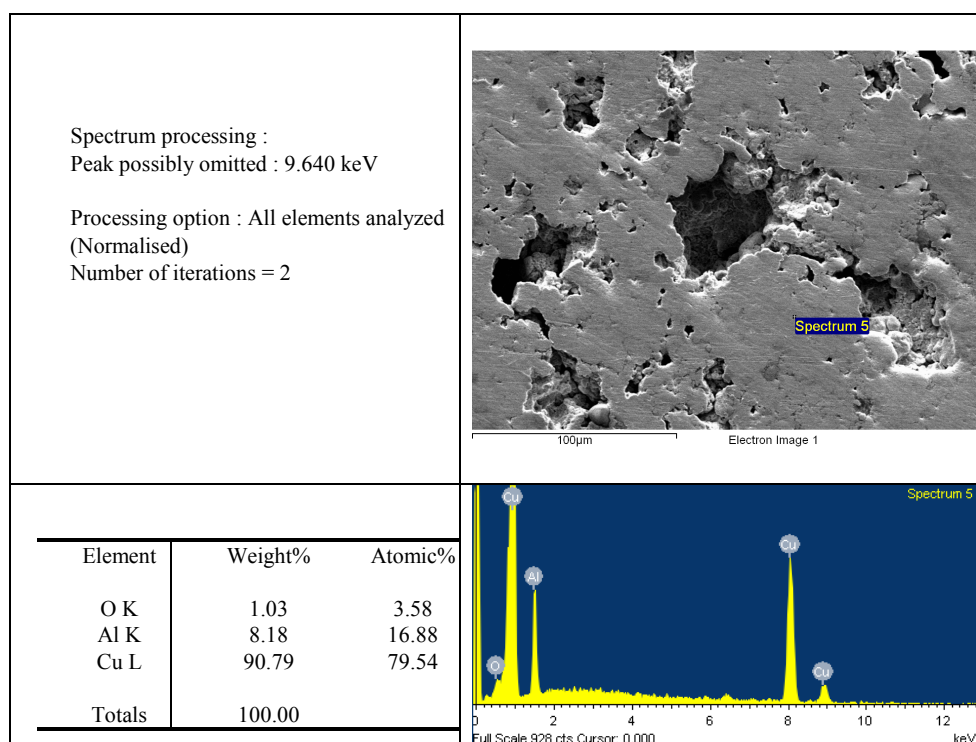 Spectrum processing :
Peak possibly omitted : 9.640 keV
Processing option : All elements analyzed
(Normalised)
Number of iterations = 2
Spectrum 5
100µm
Electron Image 1
Element Weight% Atomic%
O K 1.03 3.58
Al K 8.18 16.88
Cu L 90.79 79.54
Totals 100.00
Spectrum 5
Cu
Cu
Al
O
Cu
0 2 4 6 8 10 12
Full Scale 928 cts Cursor: 0.000 keV